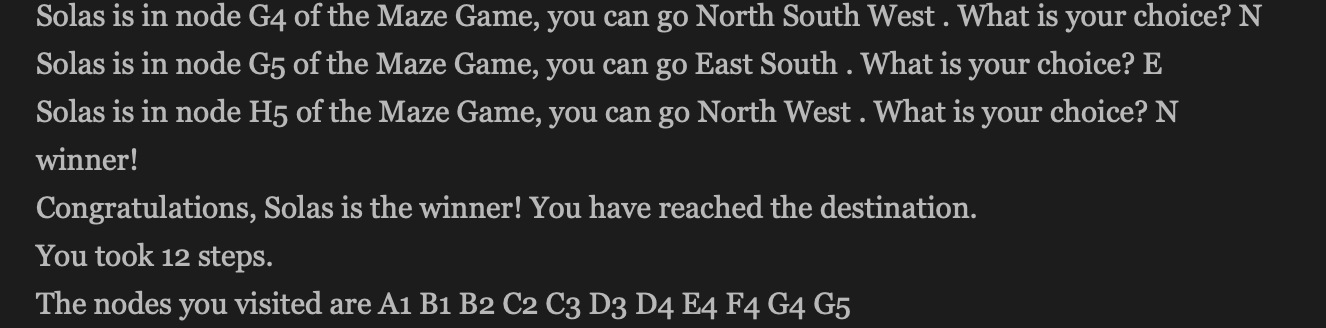 Solas is in node G4 of the Maze Game, you can go North South West . What is your choice? N
Solas is in node G5 of the Maze Game, you can go East South . What is your choice? E
Solas is in node H5 of the Maze Game, you can go North West . What is your choice? N
winner!
Congratulations, Solas is the winner! You have reached the destination.
You took 12 steps.
The nodes you visited are A1 B1 B2 C2 C3 D3 D4 E4 F4 G4 G5